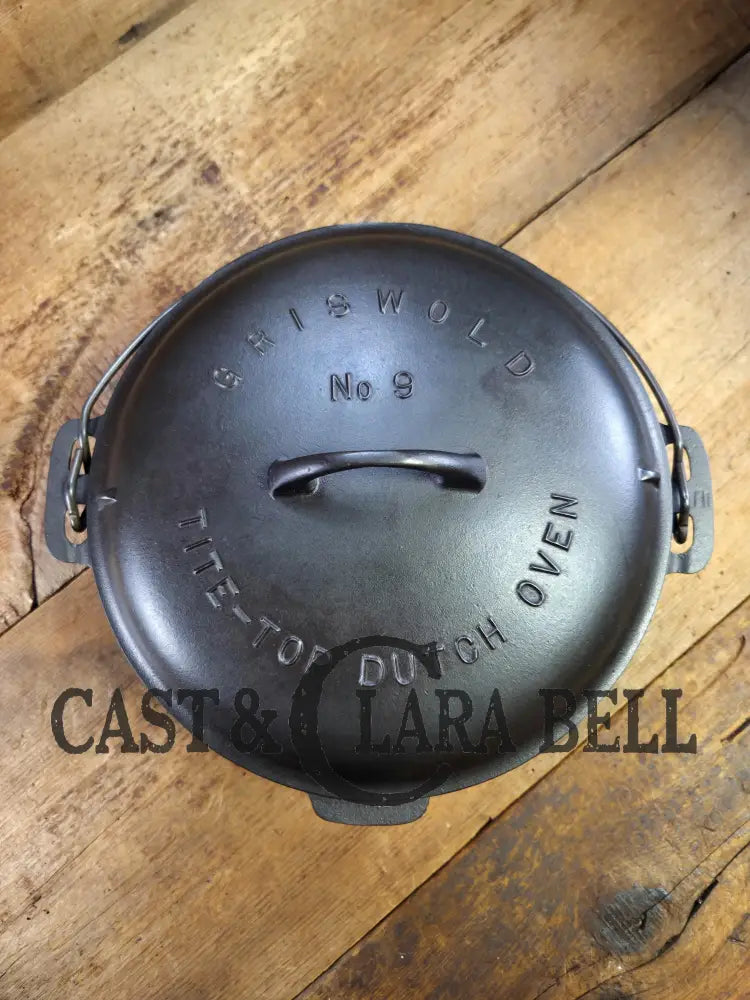 GRISWOLD
No 9
TITE-TOP DUTCH OVEN
CAST & CLARA BELL